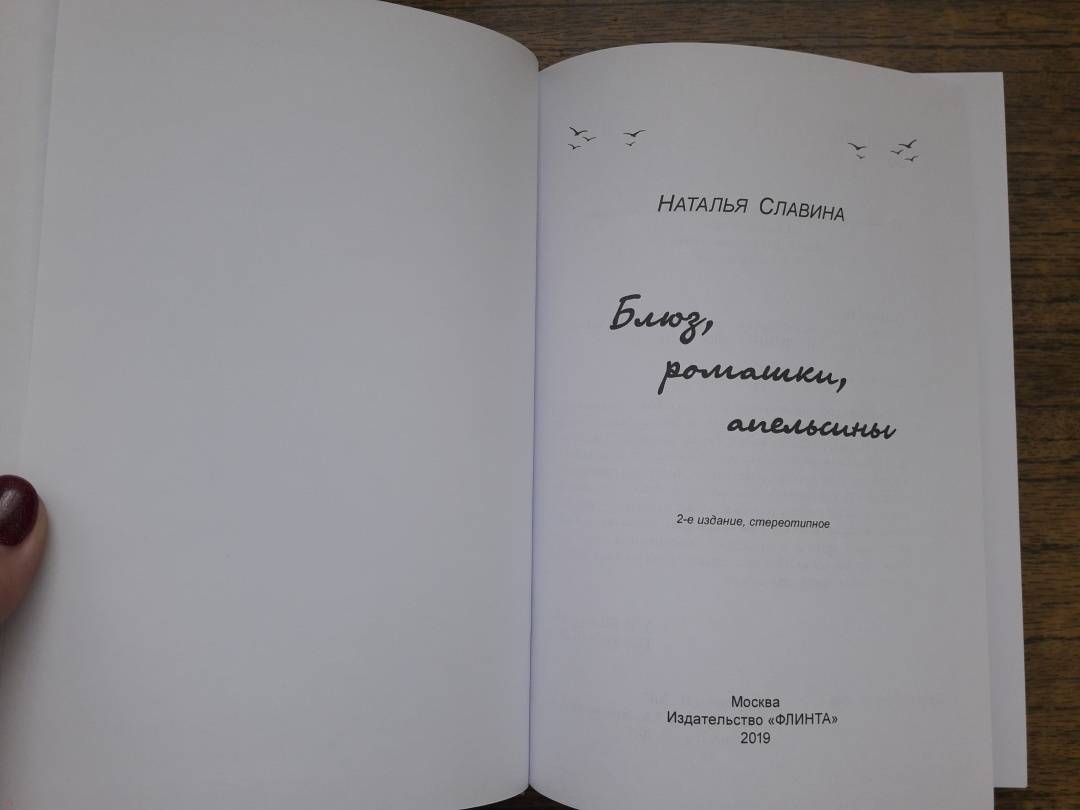 Наталья Славина
Блюз,
ромашки,
апельсины
2-е издание, стереотипное
Москва
Издательство «ФЛИНТА»
2019